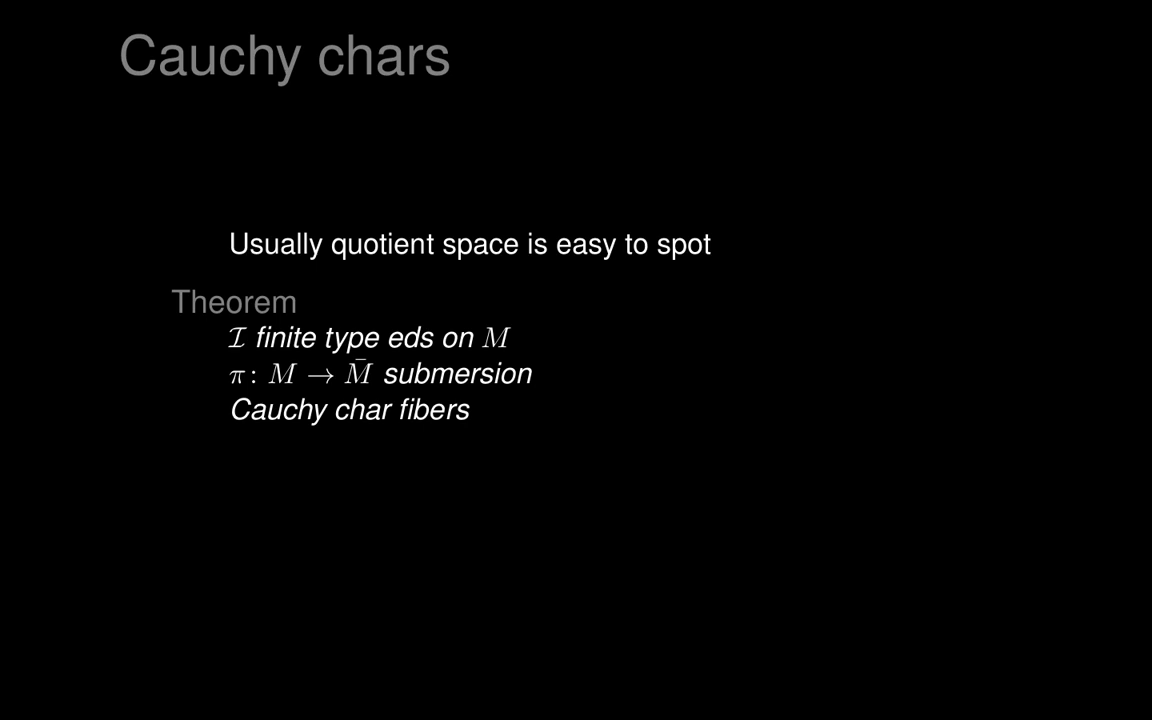 Cauchy chars
Usually quotient space is easy to spot
Theorem
ℐ finite type eds on M
π: M → M̄ submersion
Cauchy char fibers